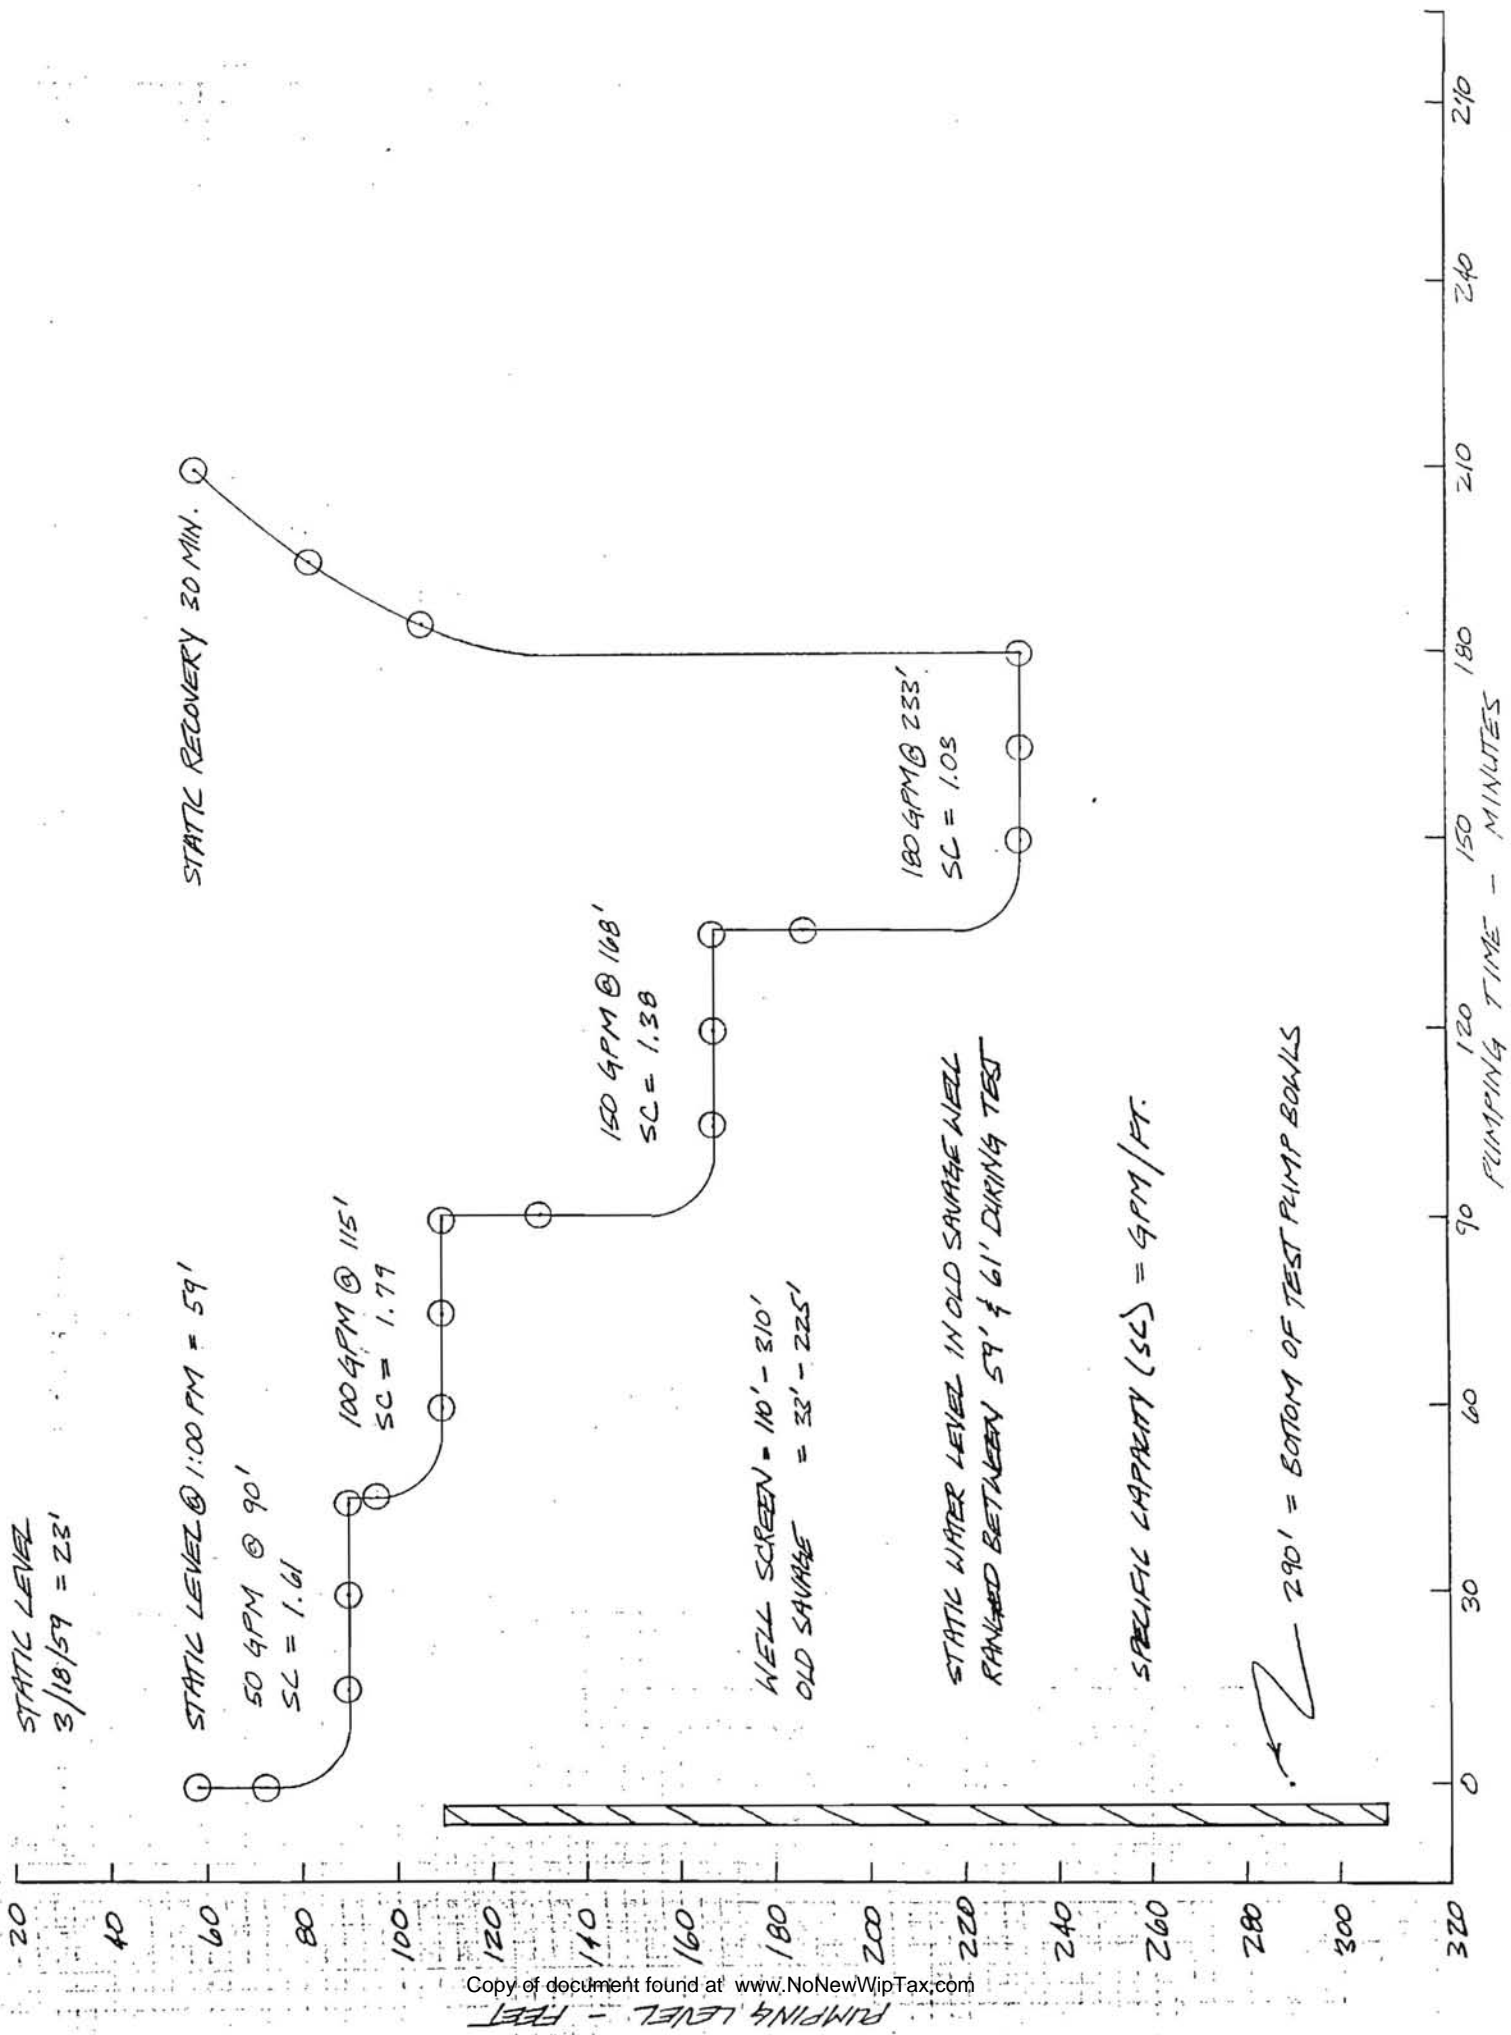 STATIC LEVEL
3/18/59 = 23'
STATIC LEVEL @ 1:00 PM = 59'
50 GPM @ 90'
SC = 1.61
100 GPM @ 115'
SC = 1.79
150 GPM @ 168'
SC = 1.38
180 GPM @ 233'
SC = 1.03
STATIC RECOVERY 30 MIN.
WELL SCREEN = 110' - 310'
OLD SAVAGE = 33' - 225'
STATIC WATER LEVEL IN OLD SAVAGE WELL
RANGED BETWEEN 59' & 61' DURING TEST
SPECIFIC CAPACITY (SC) = GPM/FT.
290' = BOTTOM OF TEST PUMP BOWLS
20
40
60
80
100
120
140
160
180
200
220
240
260
280
300
320
PUMPING LEVEL - FEET
0
30
60
90
120
150
180
210
240
270
PUMPING TIME - MINUTES
Copy of document found at www.NoNewWipTax.com